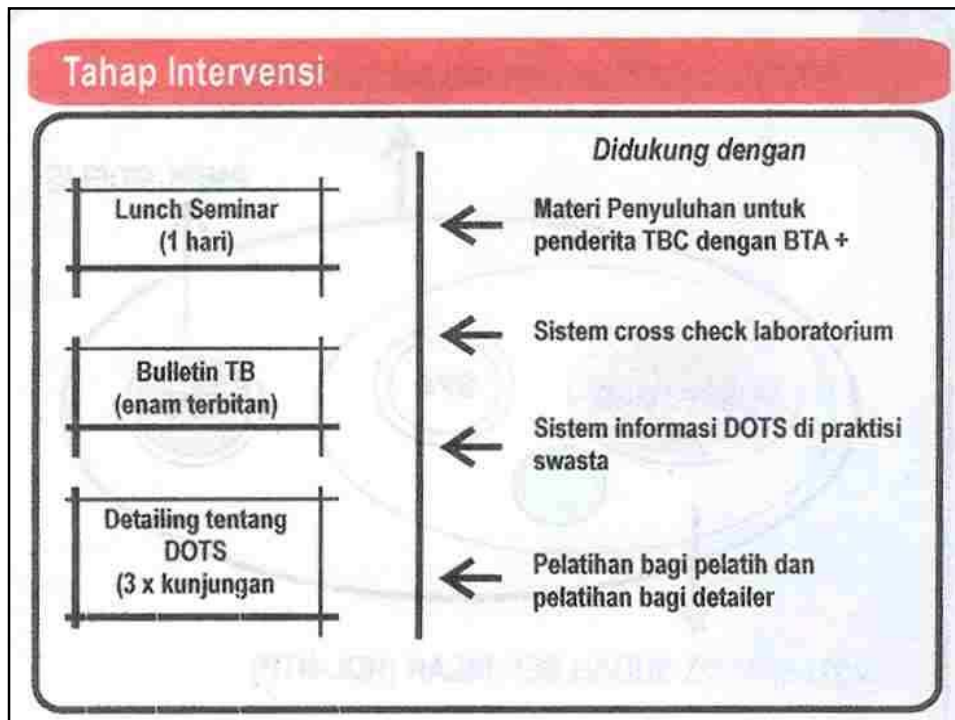 Tahap Intervensi
Lunch Seminar
(1 hari)
Bulletin TB
(enam terbitan)
Detailing tentang
DOTS
(3 x kunjungan
Didukung dengan
Materi Penyuluhan untuk
penderita TBC dengan BTA +
Sistem cross check laboratorium
Sistem informasi DOTS di praktisi
swasta
Pelatihan bagi pelatih dan
pelatihan bagi detailer